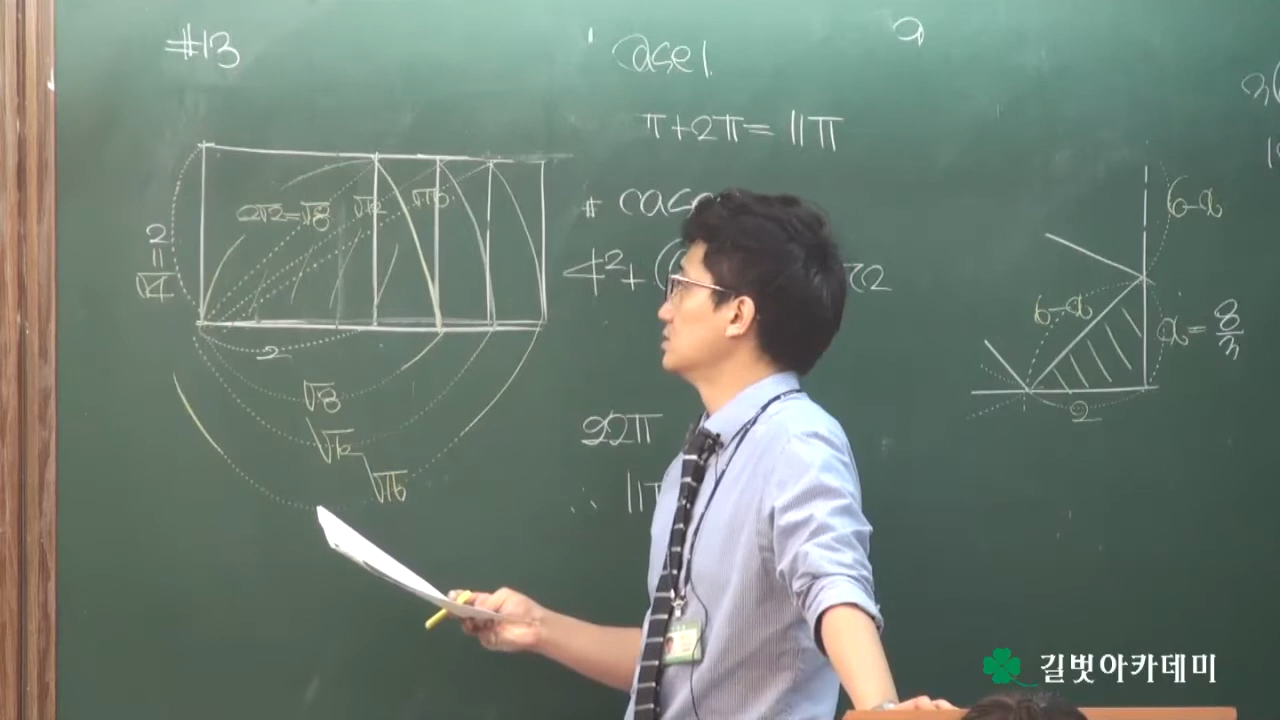 #13
2
=
√4
2√2=√8
√12
√16
2
√8
√12
√16
case1.
π+2π=11π
4²+
22π
∴ 11π
a
6-a
6-a
a=8/3
2
길벗아카데미